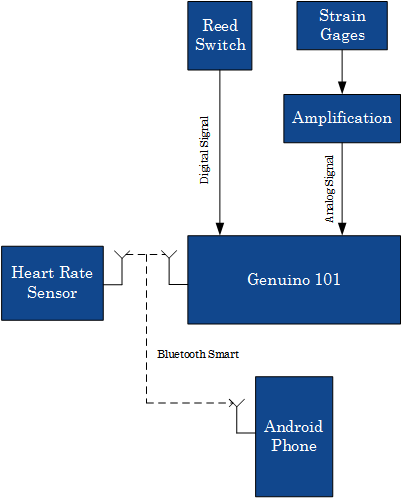 Reed
Switch
Strain
Gages
Amplification
Digital Signal
Analog Signal
Heart Rate
Sensor
Genuino 101
Bluetooth Smart
Android
Phone